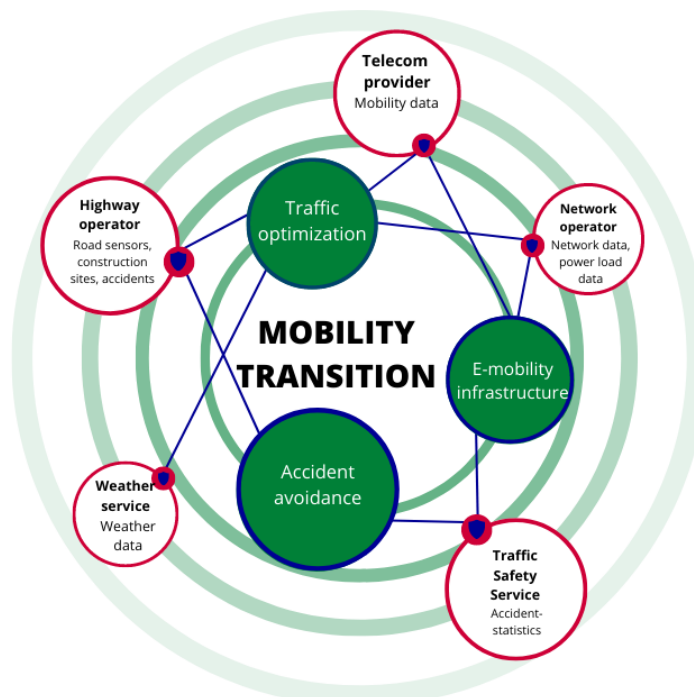 Telecom
provider
Mobility data
Highway
operator
Road sensors,
construction
sites, accidents
Traffic
optimization
Network
operator
Network data,
power load
data
MOBILITY
TRANSITION
E-mobility
infrastructure
Accident
avoidance
Weather
service
Weather
data
Traffic
Safety
Service
Accident-
statistics